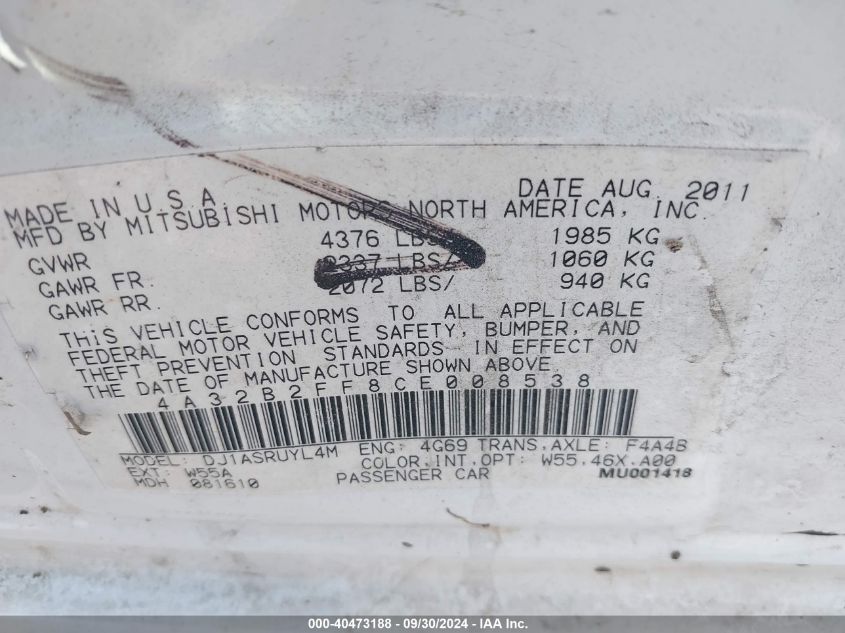 DATE AUG. 2011
MADE IN U.S.A.
MFD BY MITSUBISHI MOTORS NORTH AMERICA, INC.
GVWR 4376 LBS/ 1985 KG
GAWR FR. 2337 LBS/ 1060 KG
GAWR RR. 2072 LBS/ 940 KG
THIS VEHICLE CONFORMS TO ALL APPLICABLE
FEDERAL MOTOR VEHICLE SAFETY, BUMPER, AND
THEFT PREVENTION STANDARDS IN EFFECT ON
THE DATE OF MANUFACTURE SHOWN ABOVE.
4A32B2FF8CE008538
MODEL: DJ1ASRUYL4M ENG: 4G69 TRANS.AXLE: F4A4B
EXT: W55A COLOR.INT.OPT: W55.46X.A00
MDH 081610 PASSENGER CAR MU001418
000-40473188 - 09/30/2024 - IAA Inc.